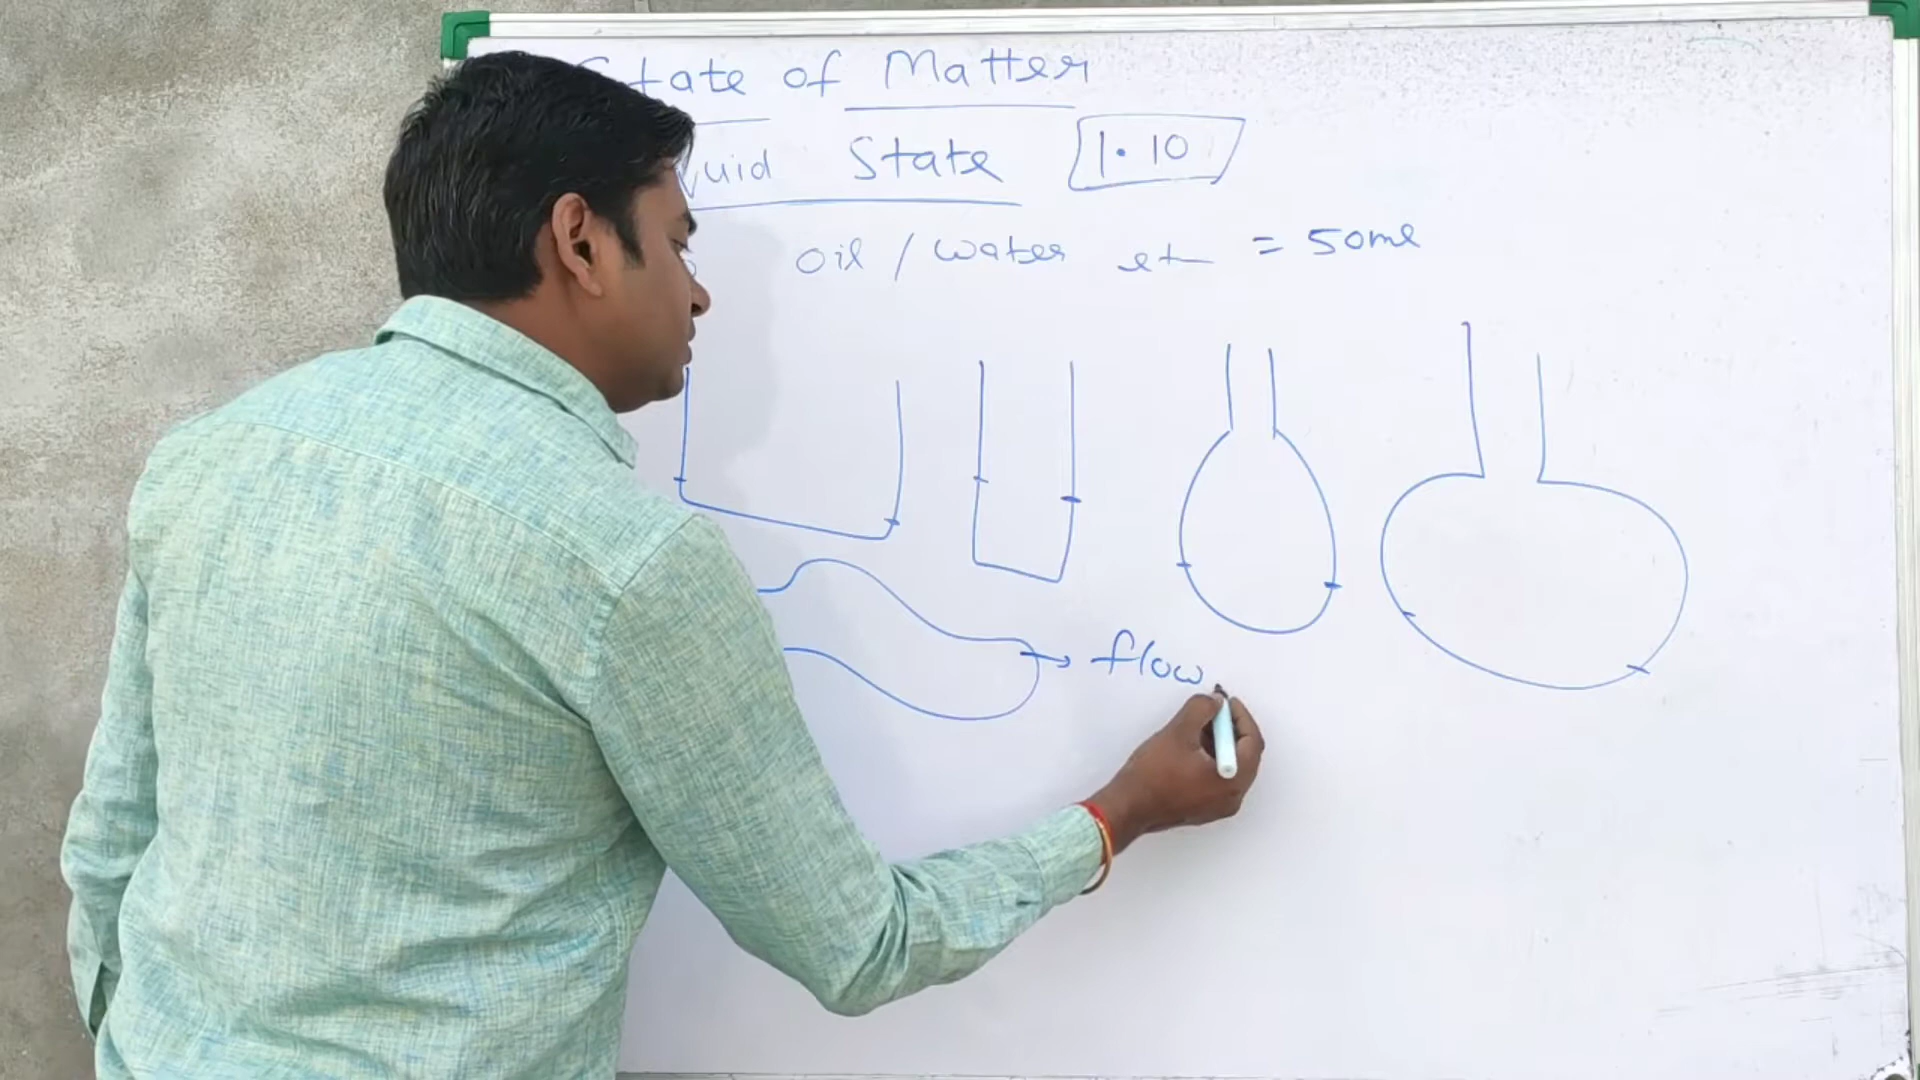 State of Matter
quid State 1.10
oil / water et = 50ml
flow